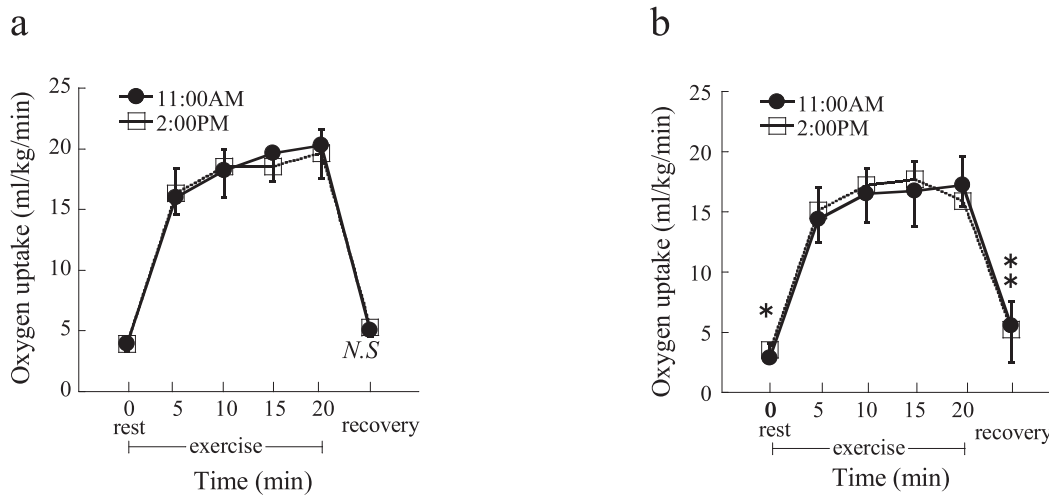 a
25
20
15
10
5
0
Oxygen uptake (ml/kg/min)
11:00AM
2:00PM
N.S
0 5 10 15 20
rest recovery
exercise
Time (min)
b
25
20
15
10
5
0
Oxygen uptake (ml/kg/min)
11:00AM
2:00PM
*
*
*
0 5 10 15 20
rest recovery
exercise
Time (min)